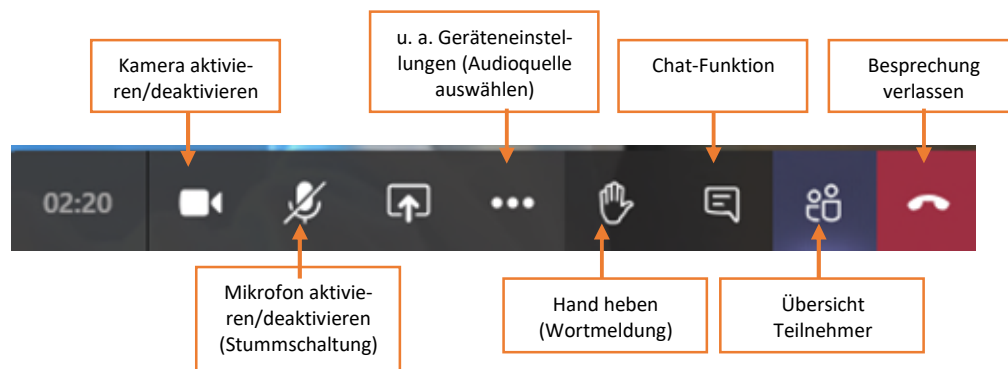 Kamera aktivie-
ren/deaktivieren
u. a. Geräteneinstel-
lungen (Audioquelle
auswählen)
Chat-Funktion
Besprechung
verlassen
02:20
Mikrofon aktivie-
ren/deaktivieren
(Stummschaltung)
Hand heben
(Wortmeldung)
Übersicht
Teilnehmer